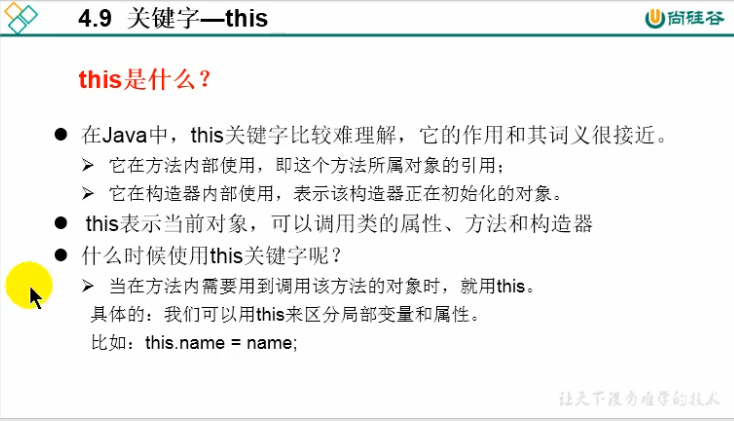 4.9 关键字—this
尚硅谷
this是什么？
● 在Java中，this关键字比较难理解，它的作用和其词义很接近。
➢ 它在方法内部使用，即这个方法所属对象的引用；
➢ 它在构造器内部使用，表示该构造器正在初始化的对象。
● this表示当前对象，可以调用类的属性、方法和构造器
● 什么时候使用this关键字呢？
➢ 当在方法内需要用到调用该方法的对象时，就用this。
具体的：我们可以用this来区分局部变量和属性。
比如：this.name = name;
让天下没有难学的技术